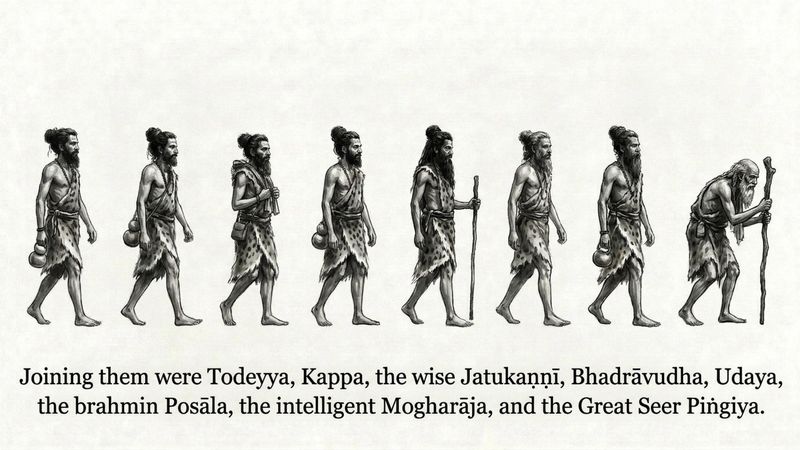 Joining them were Todeyya, Kappa, the wise Jatukaṇṇī, Bhadrāvudha, Udaya,
the brahmin Posāla, the intelligent Mogharāja, and the Great Seer Piṅgiya.